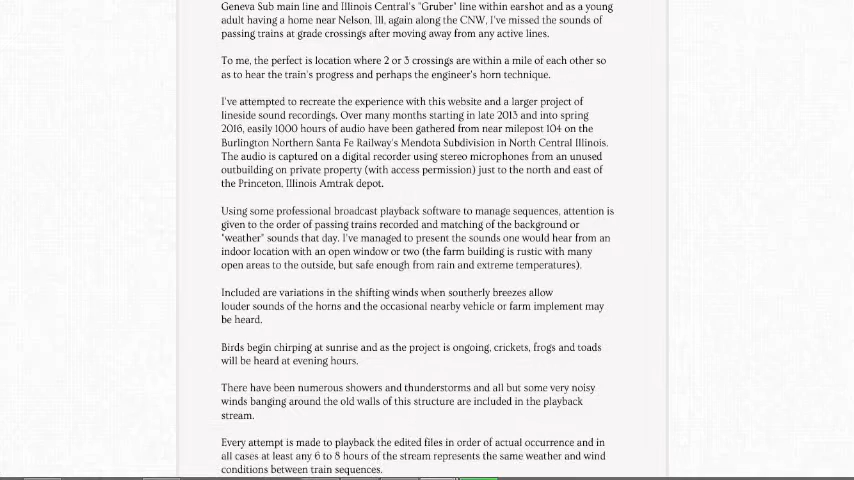 Geneva Sub main line and Illinois Central's "Gruber" line within earshot and as a young
adult having a home near Nelson, Ill, again along the CNW, I've missed the sounds of
passing trains at grade crossings after moving away from any active lines.
To me, the perfect is location where 2 or 3 crossings are within a mile of each other so
as to hear the train's progress and perhaps the engineer's horn technique.
I've attempted to recreate the experience with this website and a larger project of
lineside sound recordings. Over many months starting in late 2013 and into spring
2016, easily 1000 hours of audio have been gathered from near milepost 104 on the
Burlington Northern Santa Fe Railway's Mendota Subdivision in North Central Illinois.
The audio is captured on a digital recorder using stereo microphones from an unused
outbuilding on private property (with access permission) just to the north and east of
the Princeton, Illinois Amtrak depot.
Using some professional broadcast playback software to manage sequences, attention is
given to the order of passing trains recorded and matching of the background or
"weather" sounds that day. I've managed to present the sounds one would hear from an
indoor location with an open window or two (the farm building is rustic with many
open areas to the outside, but safe enough from rain and extreme temperatures).
Included are variations in the shifting winds when southerly breezes allow
louder sounds of the horns and the occasional nearby vehicle or farm implement may
be heard.
Birds begin chirping at sunrise and as the project is ongoing, crickets, frogs and toads
will be heard at evening hours.
There have been numerous showers and thunderstorms and all but some very noisy
winds banging around the old walls of this structure are included in the playback
stream.
Every attempt is made to playback the edited files in order of actual occurrence and in
all cases at least any 6 to 8 hours of the stream represents the same weather and wind
conditions between train sequences.